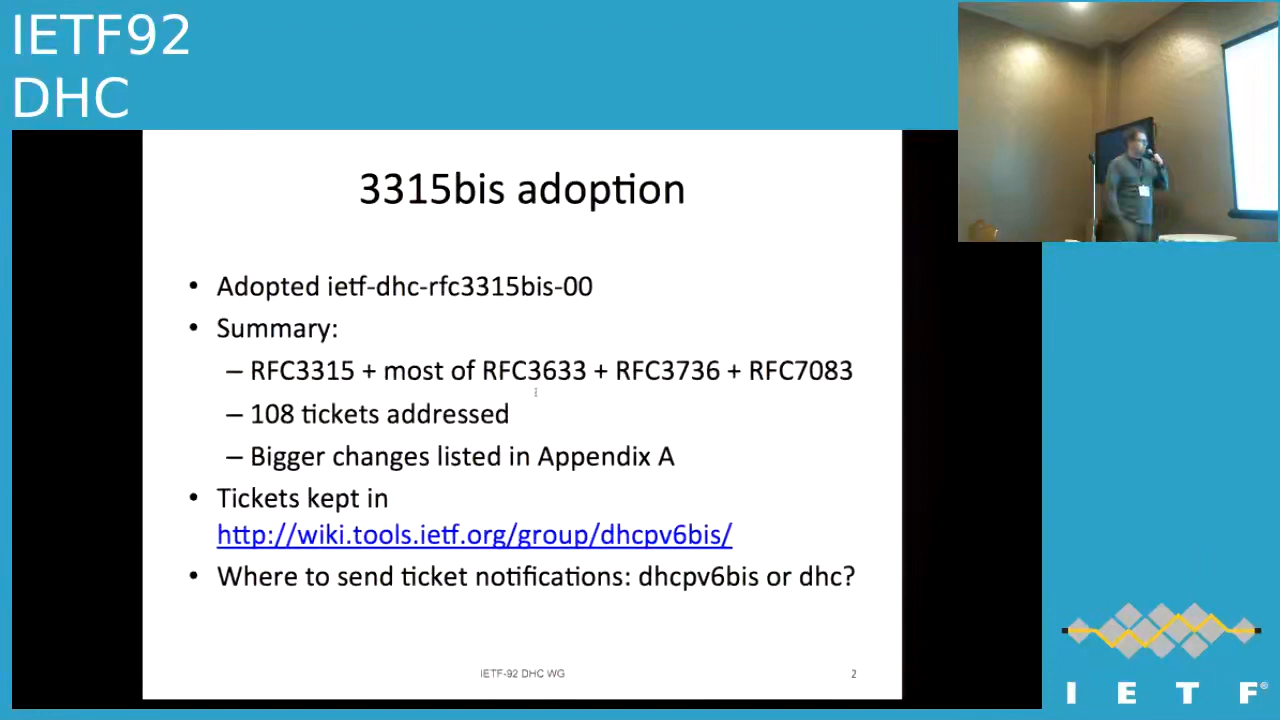 IETF92
DHC
3315bis adoption
• Adopted ietf-dhc-rfc3315bis-00
• Summary:
– RFC3315 + most of RFC3633 + RFC3736 + RFC7083
– 108 tickets addressed
– Bigger changes listed in Appendix A
• Tickets kept in
http://wiki.tools.ietf.org/group/dhcpv6bis/
• Where to send ticket notifications: dhcpv6bis or dhc?
IETF-92 DHC WG
2
I E T F®